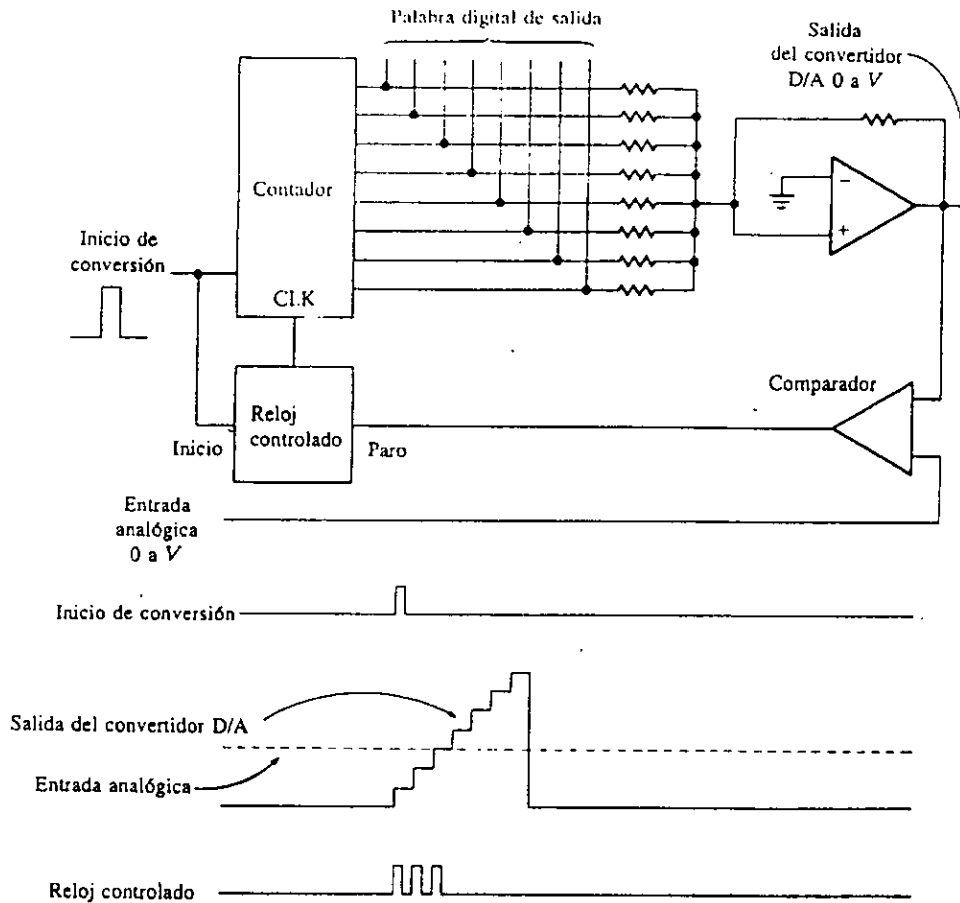 Palabra digital de salida
Salida
del convertidor
D/A 0 a V
Contador
CLK
Inicio de
conversión
−
+
Comparador
Reloj
controlado
Inicio
Paro
Entrada
analógica
0 a V
Inicio de conversión
Salida del convertidor D/A
Entrada analógica
Reloj controlado